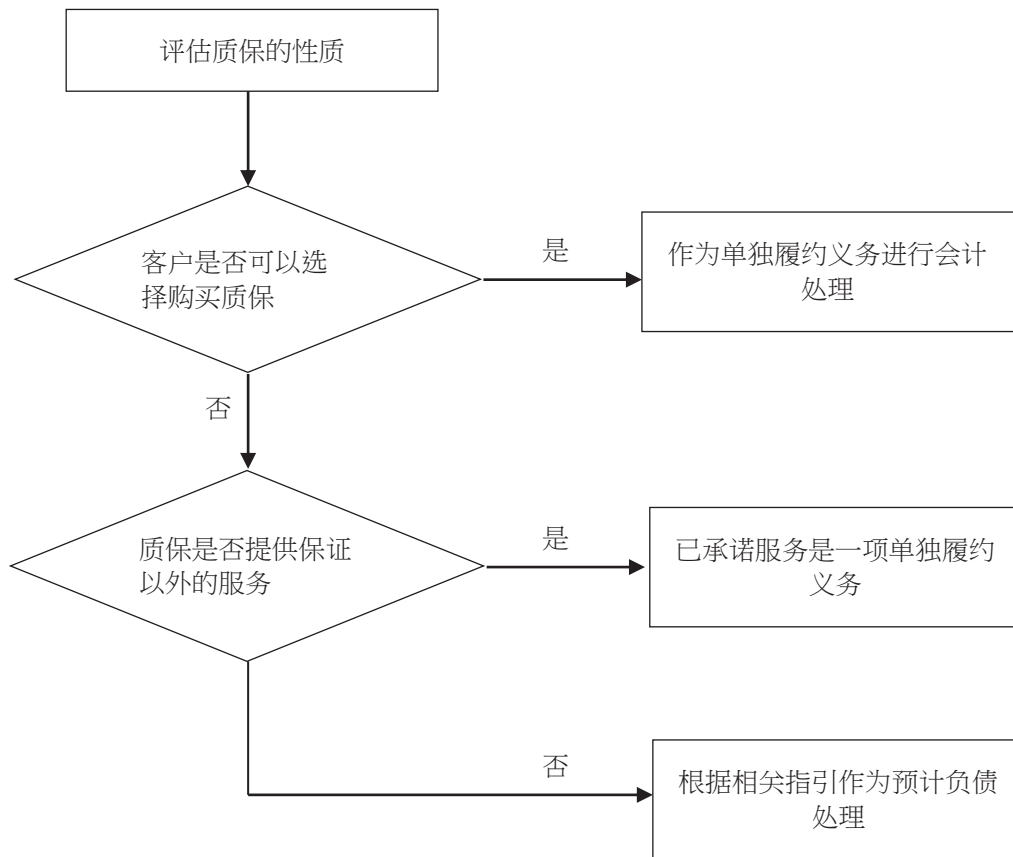 评估质保的性质
客户是否可以选
择购买质保
是
作为单独履约义务进行会计
处理
否
质保是否提供保证
以外的服务
是
已承诺服务是一项单独履约
义务
否
根据相关指引作为预计负债
处理